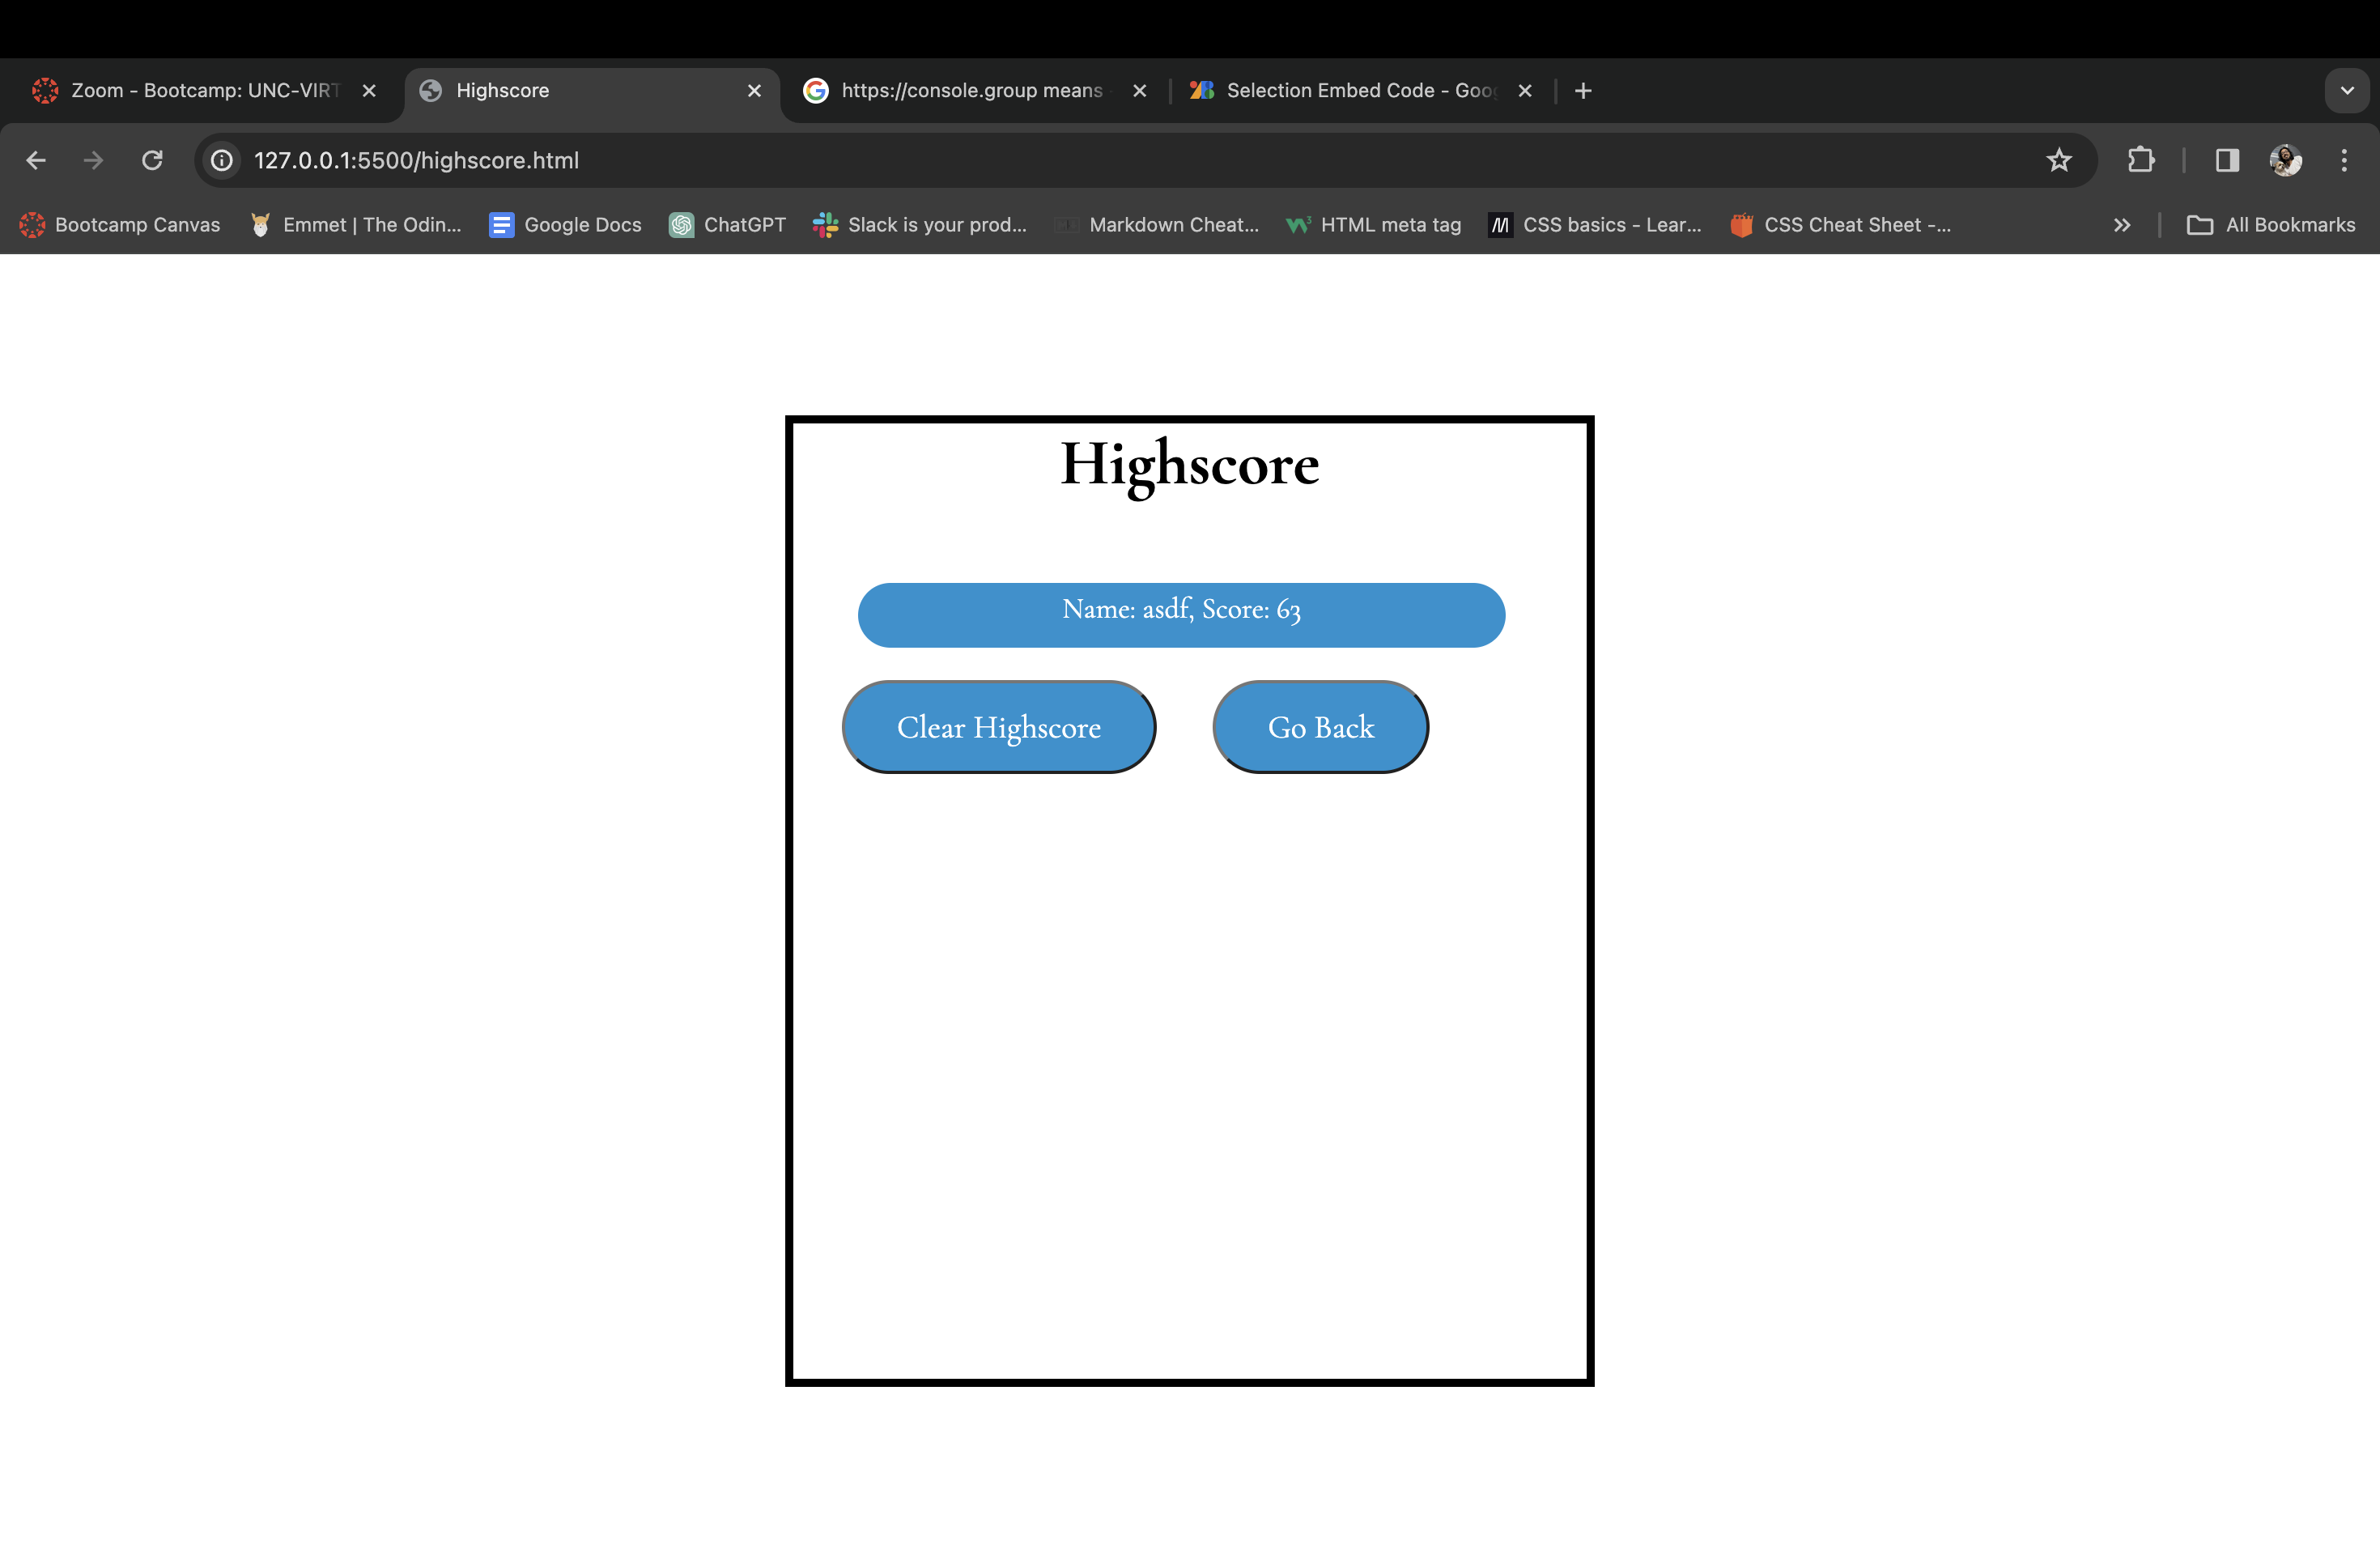 Zoom - Bootcamp: UNC-VIRT
Highscore
https://console.group means
Selection Embed Code - Goog
127.0.0.1:5500/highscore.html
Bootcamp Canvas
Emmet | The Odin...
Google Docs
ChatGPT
Slack is your prod...
Markdown Cheat...
HTML meta tag
CSS basics - Lear...
CSS Cheat Sheet -...
All Bookmarks
Highscore
Name: asdf, Score: 63
Clear Highscore
Go Back